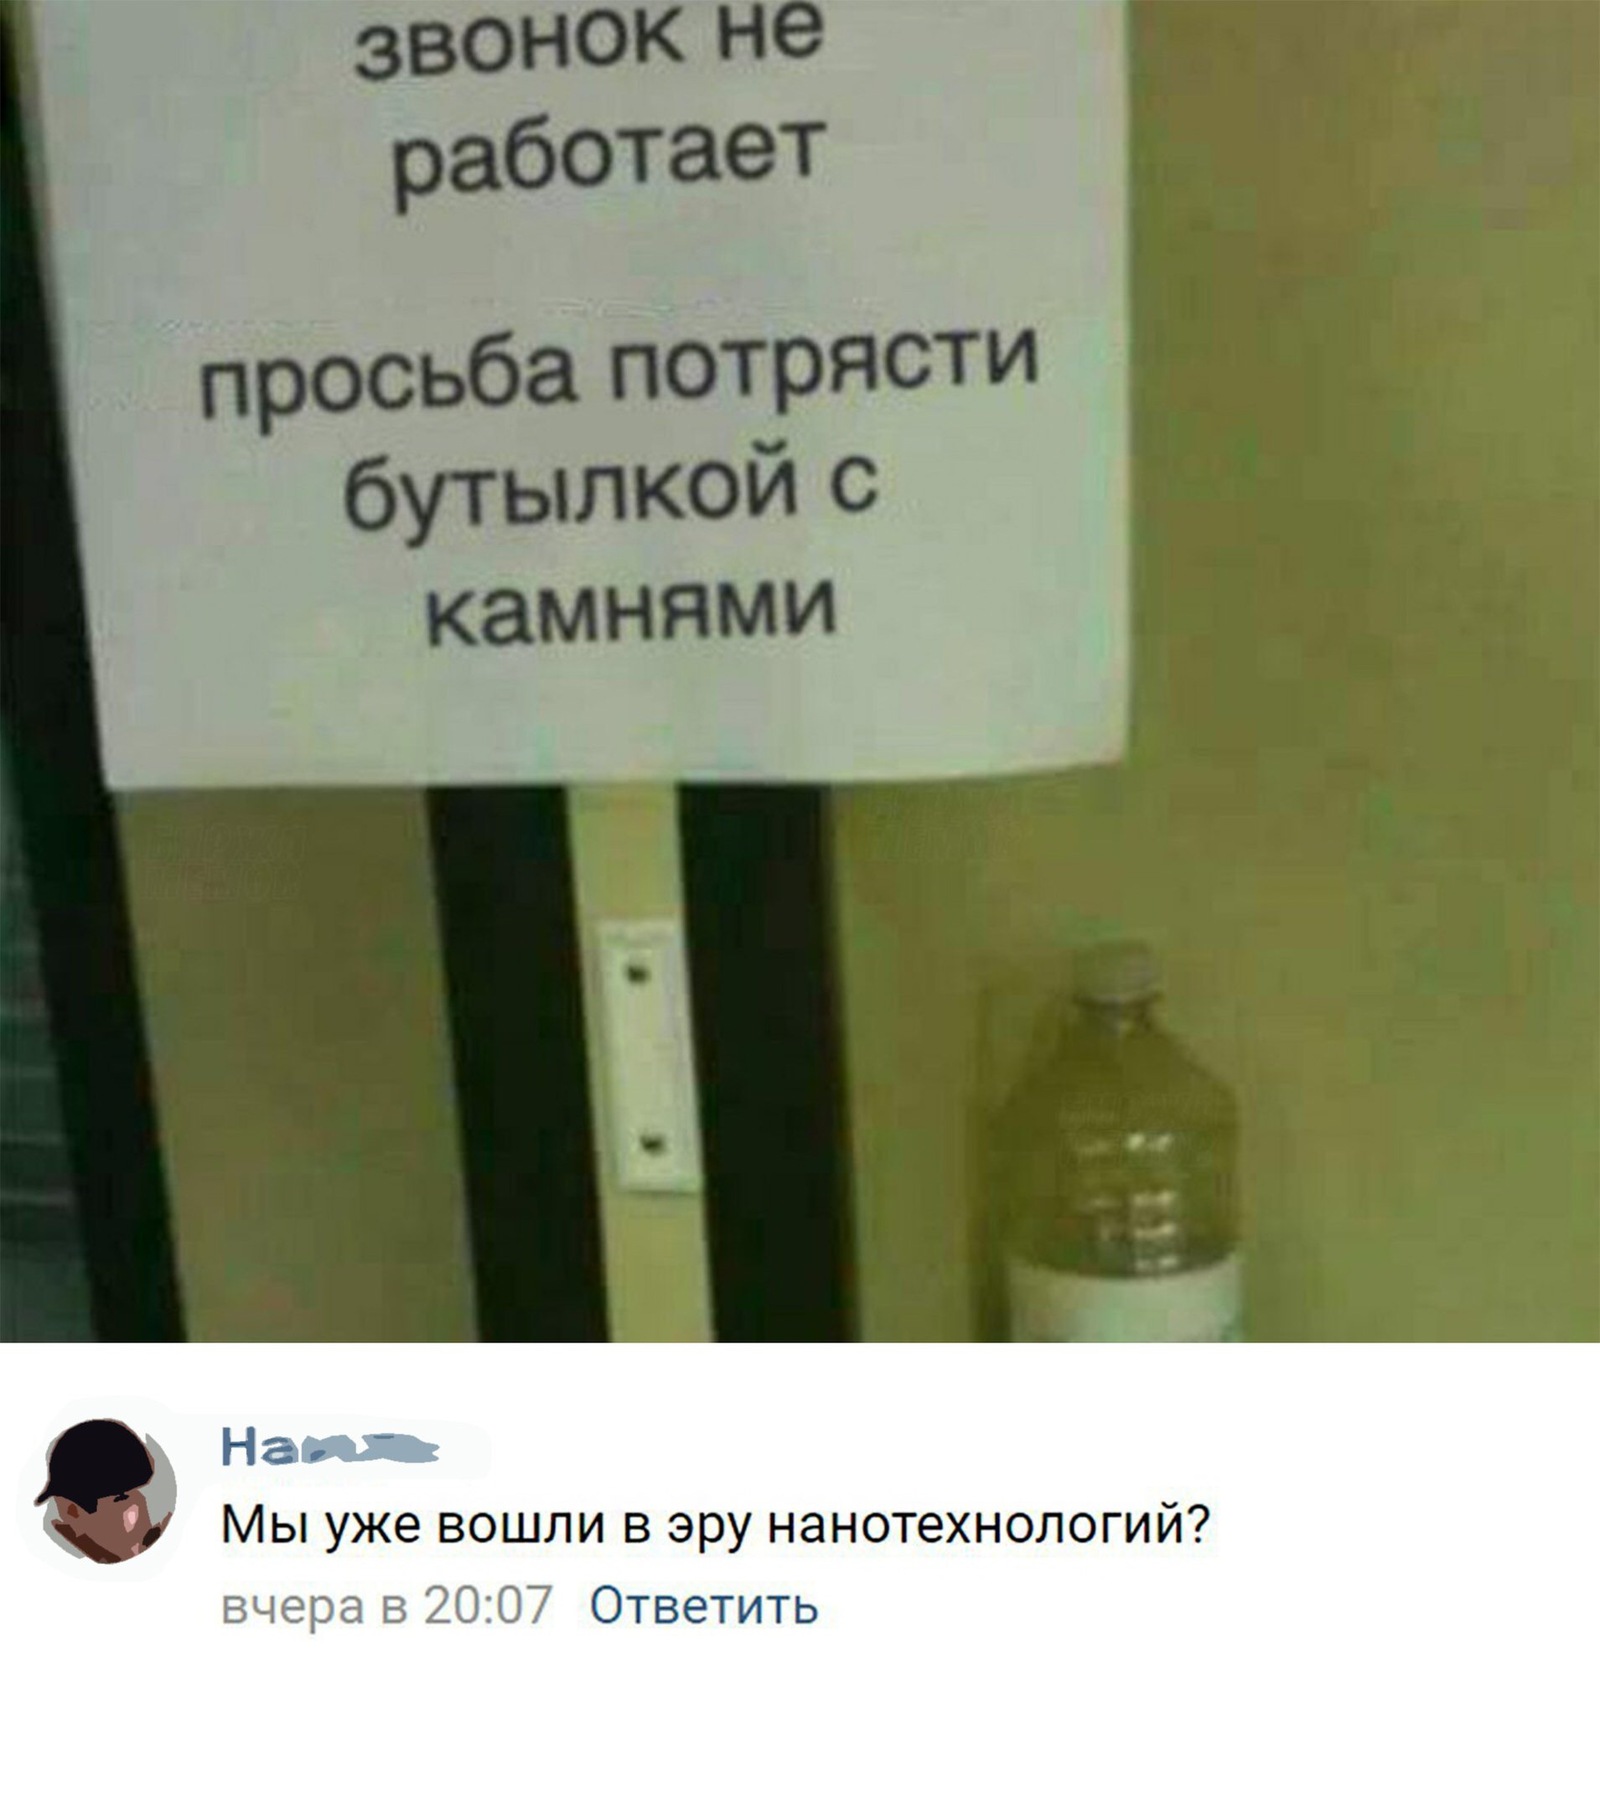 звонок не
работает
просьба потрясти
бутылкой с
камнями
Мы уже вошли в эру нанотехнологий?
вчера в 20:07 Ответить